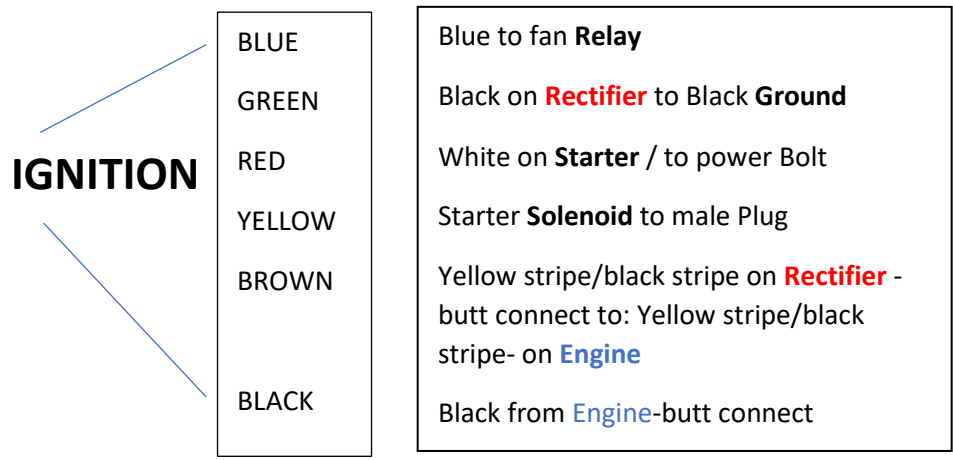 IGNITION
BLUE
GREEN
RED
YELLOW
BROWN
BLACK
Blue to fan Relay
Black on Rectifier to Black Ground
White on Starter / to power Bolt
Starter Solenoid to male Plug
Yellow stripe/black stripe on Rectifier -
butt connect to: Yellow stripe/black
stripe- on Engine
Black from Engine-butt connect